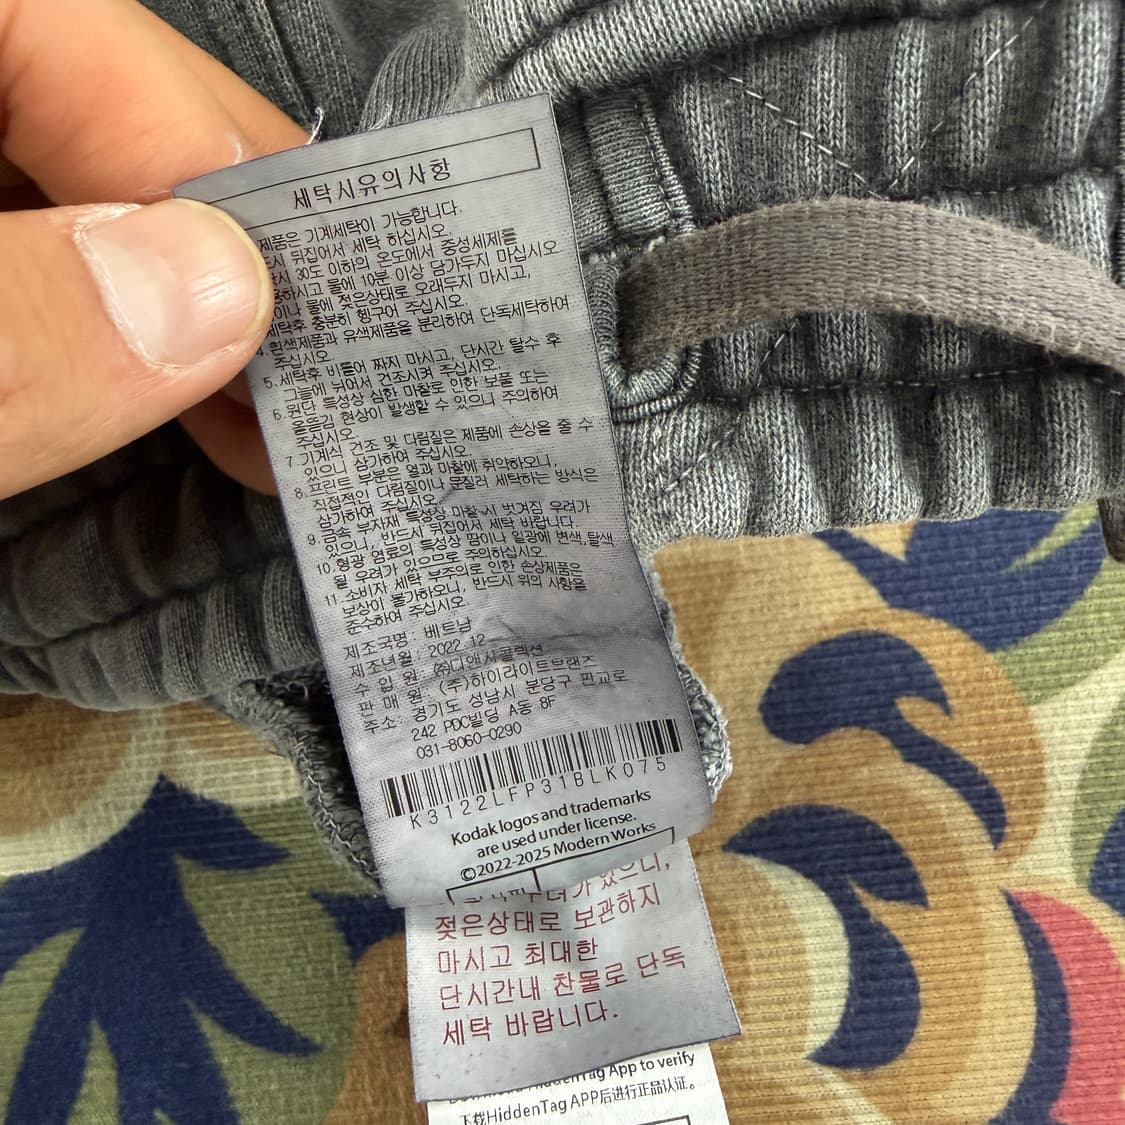 세탁시유의사항
제품은 기계세탁이 가능합니다.
시 뒤집어서 세탁 하십시오.
시 30도 이하의 온도에서 중성세제를
하시고 물에 10분 이상 담가두지 마십시오
이나 물에 젖은상태로 오래두지 마시고,
세탁후 충분히 헹구어 주십시오.
4. 흰색제품과 유색제품을 분리하여 단독세탁하여
주십시오.
5. 세탁후 비틀어 짜지 마시고, 단시간 탈수 후
그늘에 뉘어서 건조시켜 주십시오.
6. 원단 특성상 심한 마찰로 인한 보풀 또는
올뜯김 현상이 발생할 수 있으니 주의하여
주십시오.
7. 기계식 건조 및 다림질은 제품에 손상을 줄 수
있으니 삼가하여 주십시오.
8. 프린트 부분은 열과 마찰에 취약하오니,
직접적인 다림질이나 문질러 세탁하는 방식은
삼가하여 주십시오.
9. 금속 부자재 특성상 마찰 시 벗겨짐 우려가
있으니, 반드시 뒤집어서 세탁 바랍니다.
10. 형광 염료의 특성상 땀이나 일광에 변색,탈색
될 우려가 있으므로 주의하십시오.
11. 소비자 세탁 부주의로 인한 손상제품은
보상이 불가하오니, 반드시 위의 사항을
준수하여 주십시오.
제조국명: 베트남
제조년월: 2022.12
수 입 원: ㈜디앤시콜렉션
판 매 원: (주)하이라이트브랜즈
주소: 경기도 성남시 분당구 판교로
242 PDC빌딩 A동 8F
031-8060-0290
K3122LFP31BLK075
Kodak logos and trademarks
are used under license.
©2022-2025 Modern Works
우려가 있으니,
젖은상태로 보관하지
마시고 최대한
단시간내 찬물로 단독
세탁 바랍니다.
HiddenTag App to verify
下载HiddenTag APP后进行正品认证。